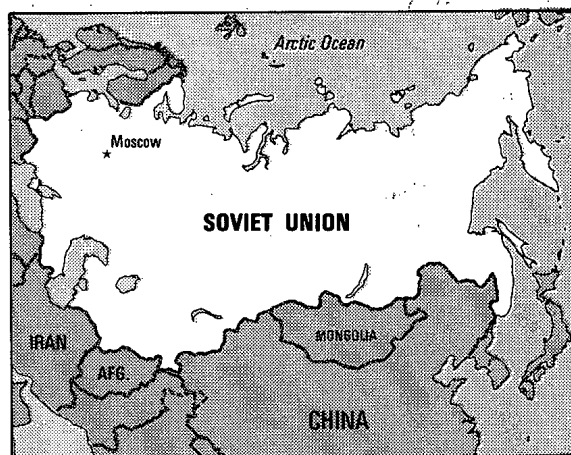 Arctic Ocean
Moscow
SOVIET UNION
IRAN
MONGOLIA
AFG.
CHINA